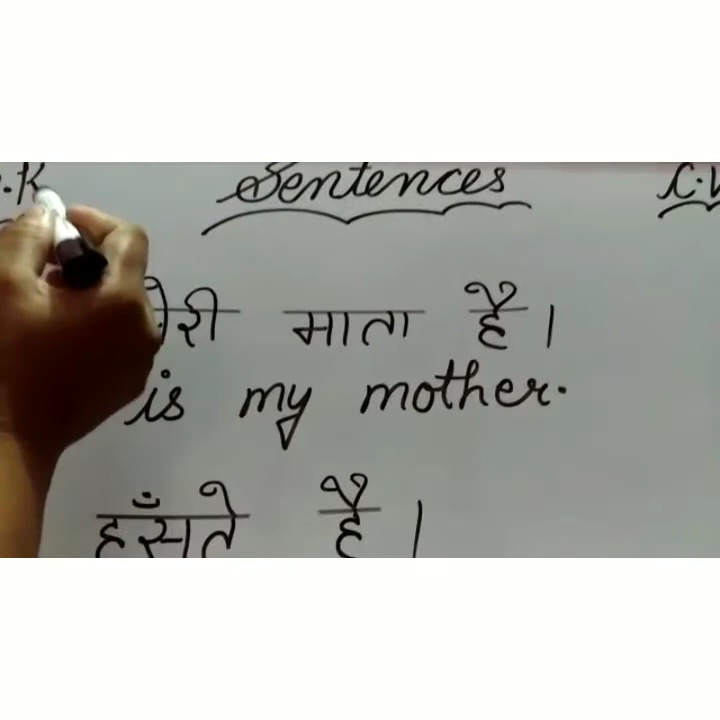 Sentences
मेरी माता है।
is my mother.
हँसते है।